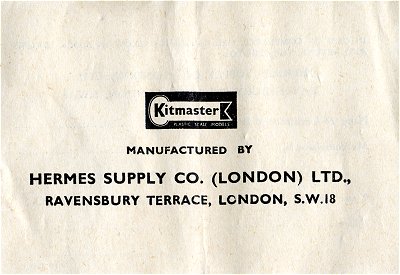 Kitmaster
PLASTIC SCALE MODELS
MANUFACTURED BY
HERMES SUPPLY CO. (LONDON) LTD.,
RAVENSBURY TERRACE, LONDON, S.W.18